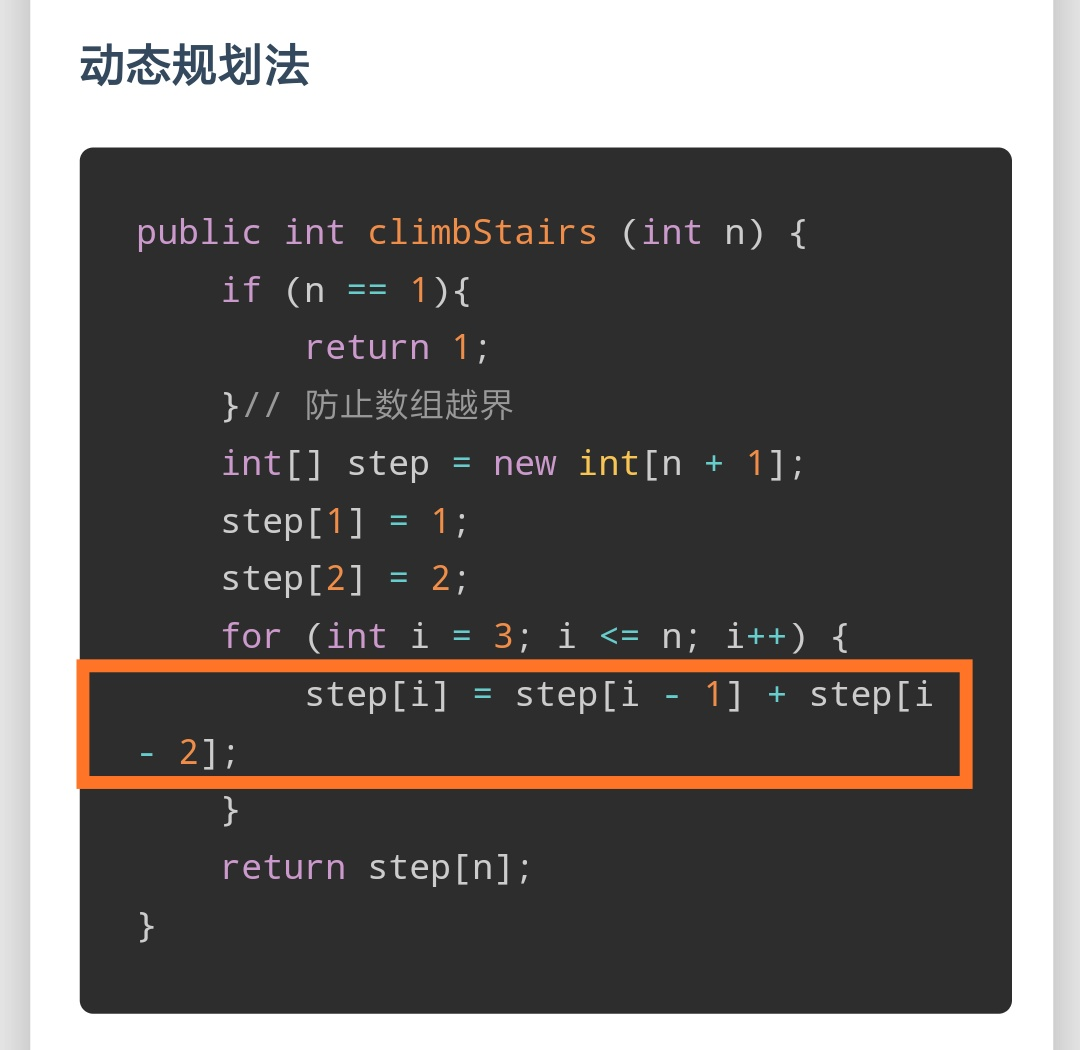 动态规划法
public int climbStairs (int n) {
    if (n == 1){
        return 1;
    }// 防止数组越界
    int[] step = new int[n + 1];
    step[1] = 1;
    step[2] = 2;
    for (int i = 3; i <= n; i++) {
        step[i] = step[i - 1] + step[i
- 2];
    }
    return step[n];
}